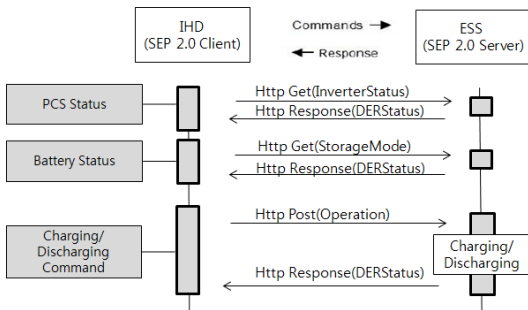 IHD
(SEP 2.0 Client)
Commands
Response
ESS
(SEP 2.0 Server)
PCS Status
Http Get(InverterStatus)
Http Response(DERStatus)
Battery Status
Http Get(StorageMode)
Http Response(DERStatus)
Charging/
Discharging
Command
Http Post(Operation)
Charging/
Discharging
Http Response(DERStatus)